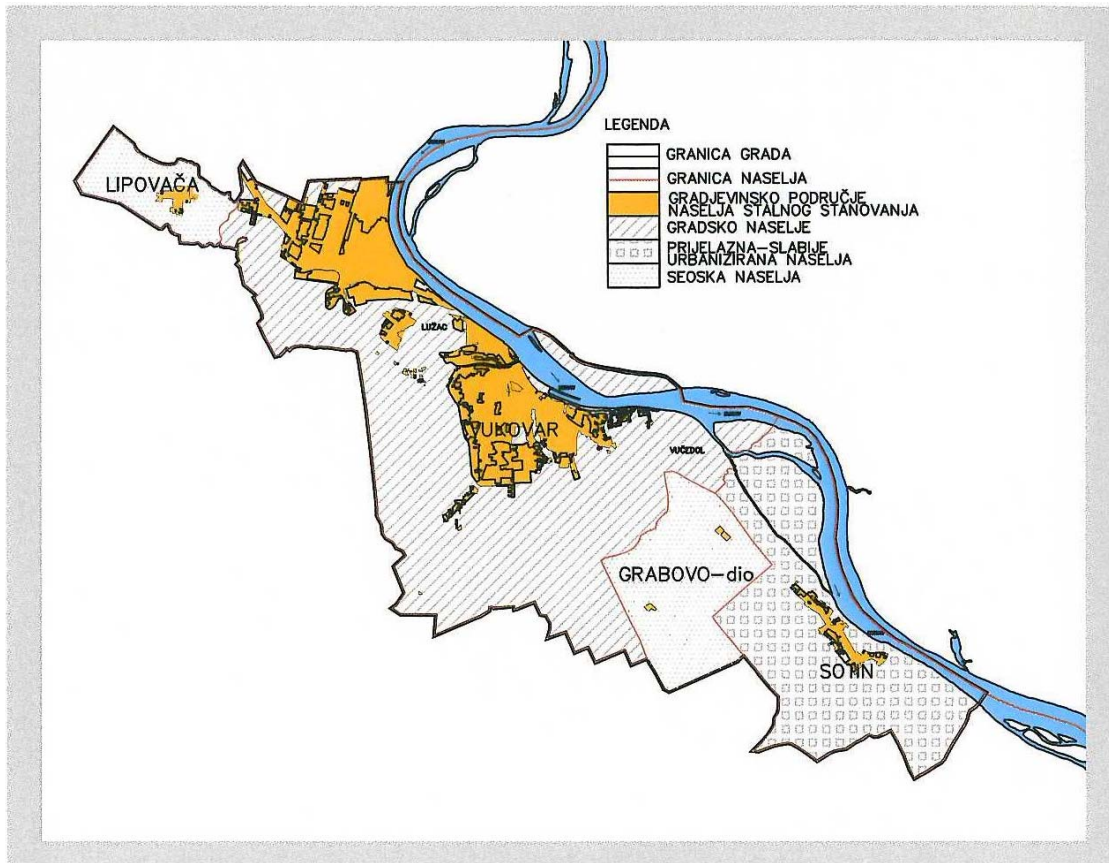 LEGENDA
GRANICA GRADA
GRANICA NASELJA
GRADJEVINSKO PODRUČJE
NASELJA STALNOG STANOVANJA
GRADSKO NASELJE
PRIJELAZNA-SLABIJE
URBANIZIRANA NASELJA
SEOSKA NASELJA
LIPOVAČA
LUŽAC
VUKOVAR
VUČEDOL
GRABOVO-dio
SOTIN